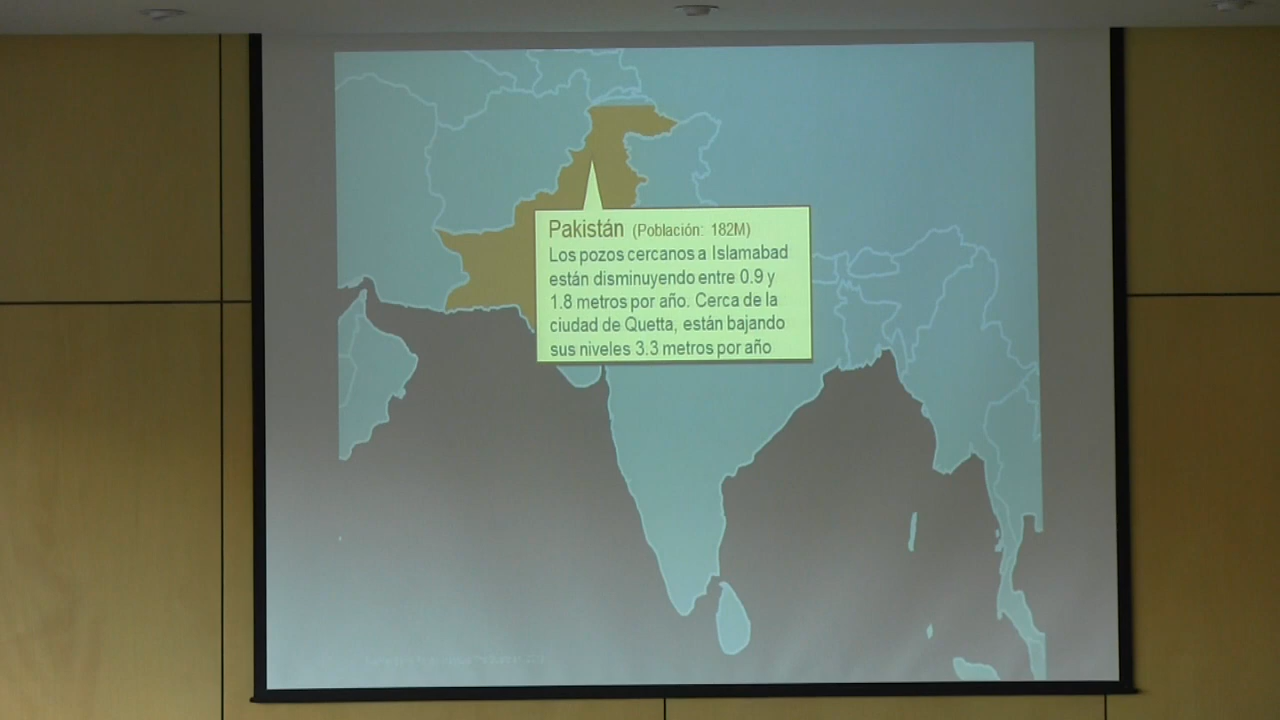 Pakistán (Población: 182M)
Los pozos cercanos a Islamabad
están disminuyendo entre 0.9 y
1.8 metros por año. Cerca de la
ciudad de Quetta, están bajando
sus niveles 3.3 metros por año